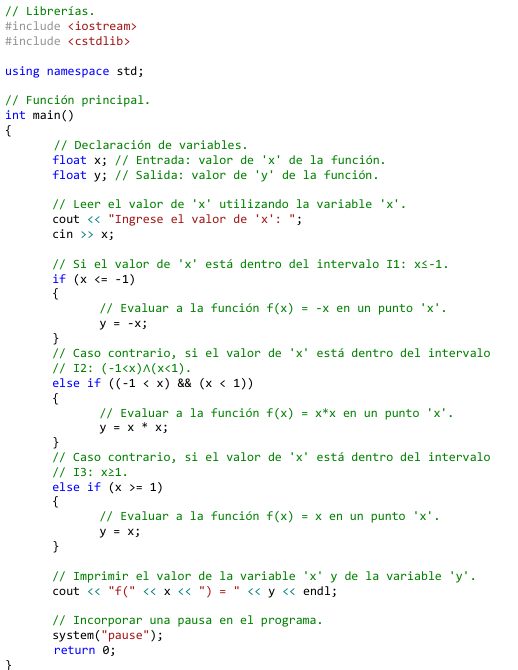 // Librerías.
#include <iostream>
#include <cstdlib>
using namespace std;
// Función principal.
int main()
{
// Declaración de variables.
float x; // Entrada: valor de 'x' de la función.
float y; // Salida: valor de 'y' de la función.
// Leer el valor de 'x' utilizando la variable 'x'.
cout << "Ingrese el valor de 'x': ";
cin >> x;
// Si el valor de 'x' está dentro del intervalo I1: x≤-1.
if (x <= -1)
{
// Evaluar a la función f(x) = -x en un punto 'x'.
y = -x;
}
// Caso contrario, si el valor de 'x' está dentro del intervalo
// I2: (-1<x)∧(x<1).
else if ((-1 < x) && (x < 1))
{
// Evaluar a la función f(x) = x*x en un punto 'x'.
y = x * x;
}
// Caso contrario, si el valor de 'x' está dentro del intervalo
// I3: x≥1.
else if (x >= 1)
{
// Evaluar a la función f(x) = x en un punto 'x'.
y = x;
}
// Imprimir el valor de la variable 'x' y de la variable 'y'.
cout << "f(" << x << ") = " << y << endl;
// Incorporar una pausa en el programa.
system("pause");
return 0;
}